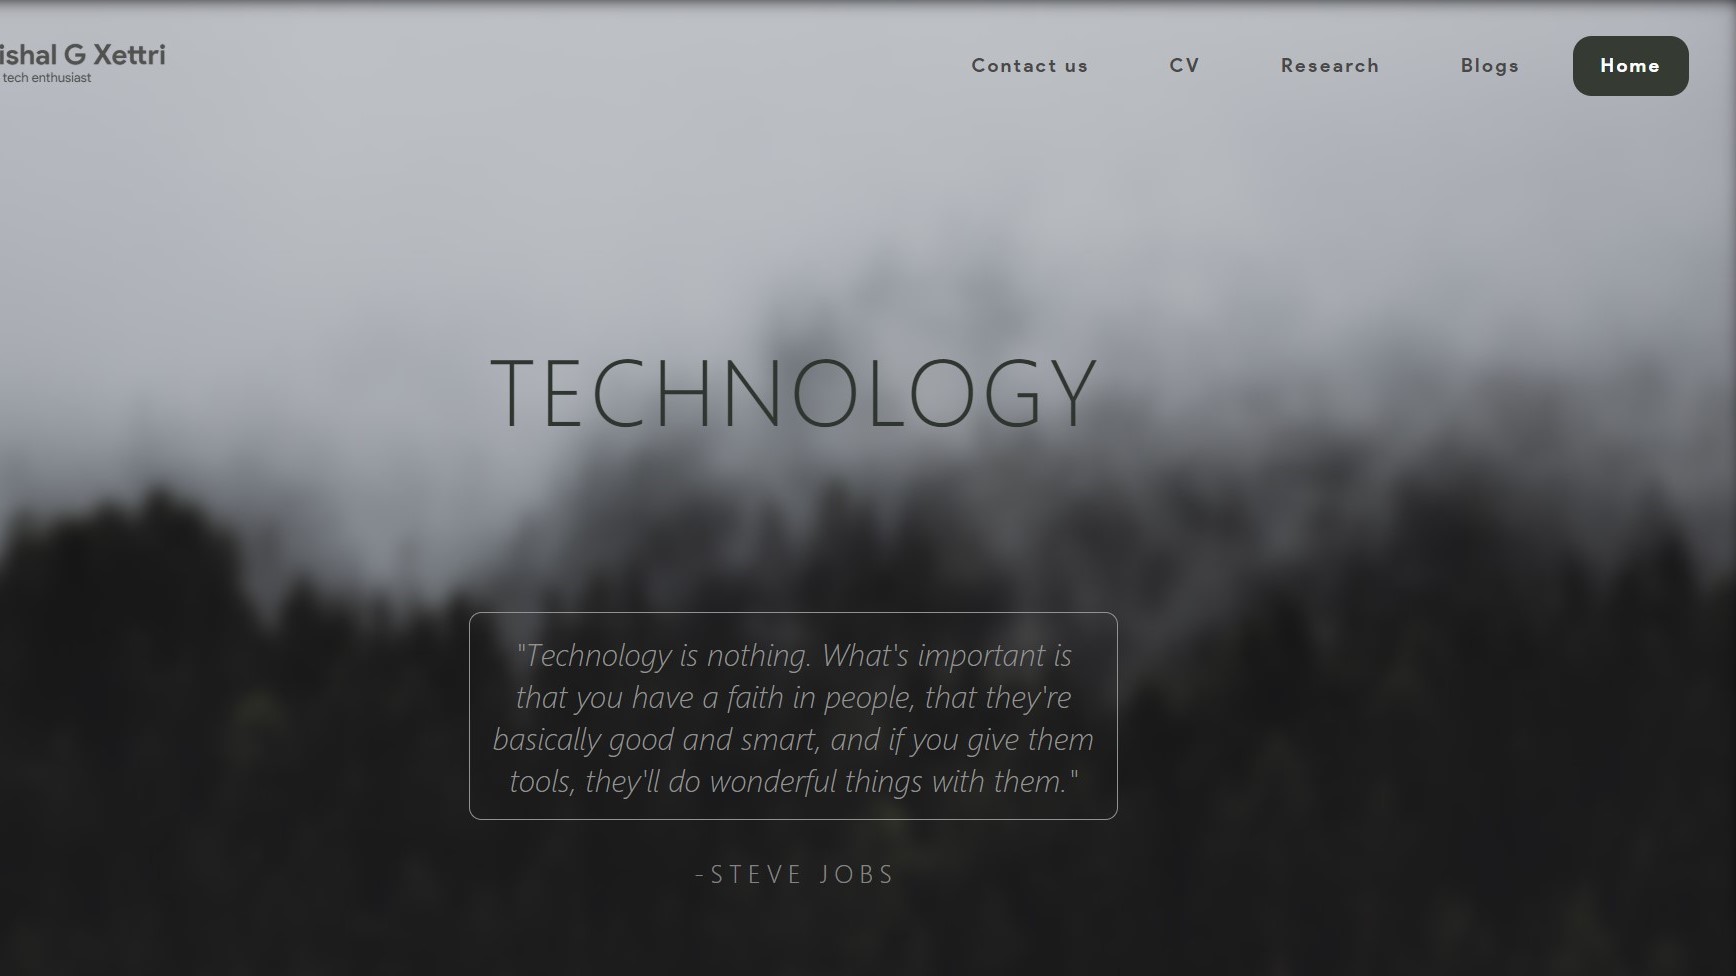 ishal G Xettri
tech enthusiast
Contact us
CV
Research
Blogs
Home
TECHNOLOGY
"Technology is nothing. What's important is
that you have a faith in people, that they're
basically good and smart, and if you give them
tools, they'll do wonderful things with them."
-STEVE JOBS